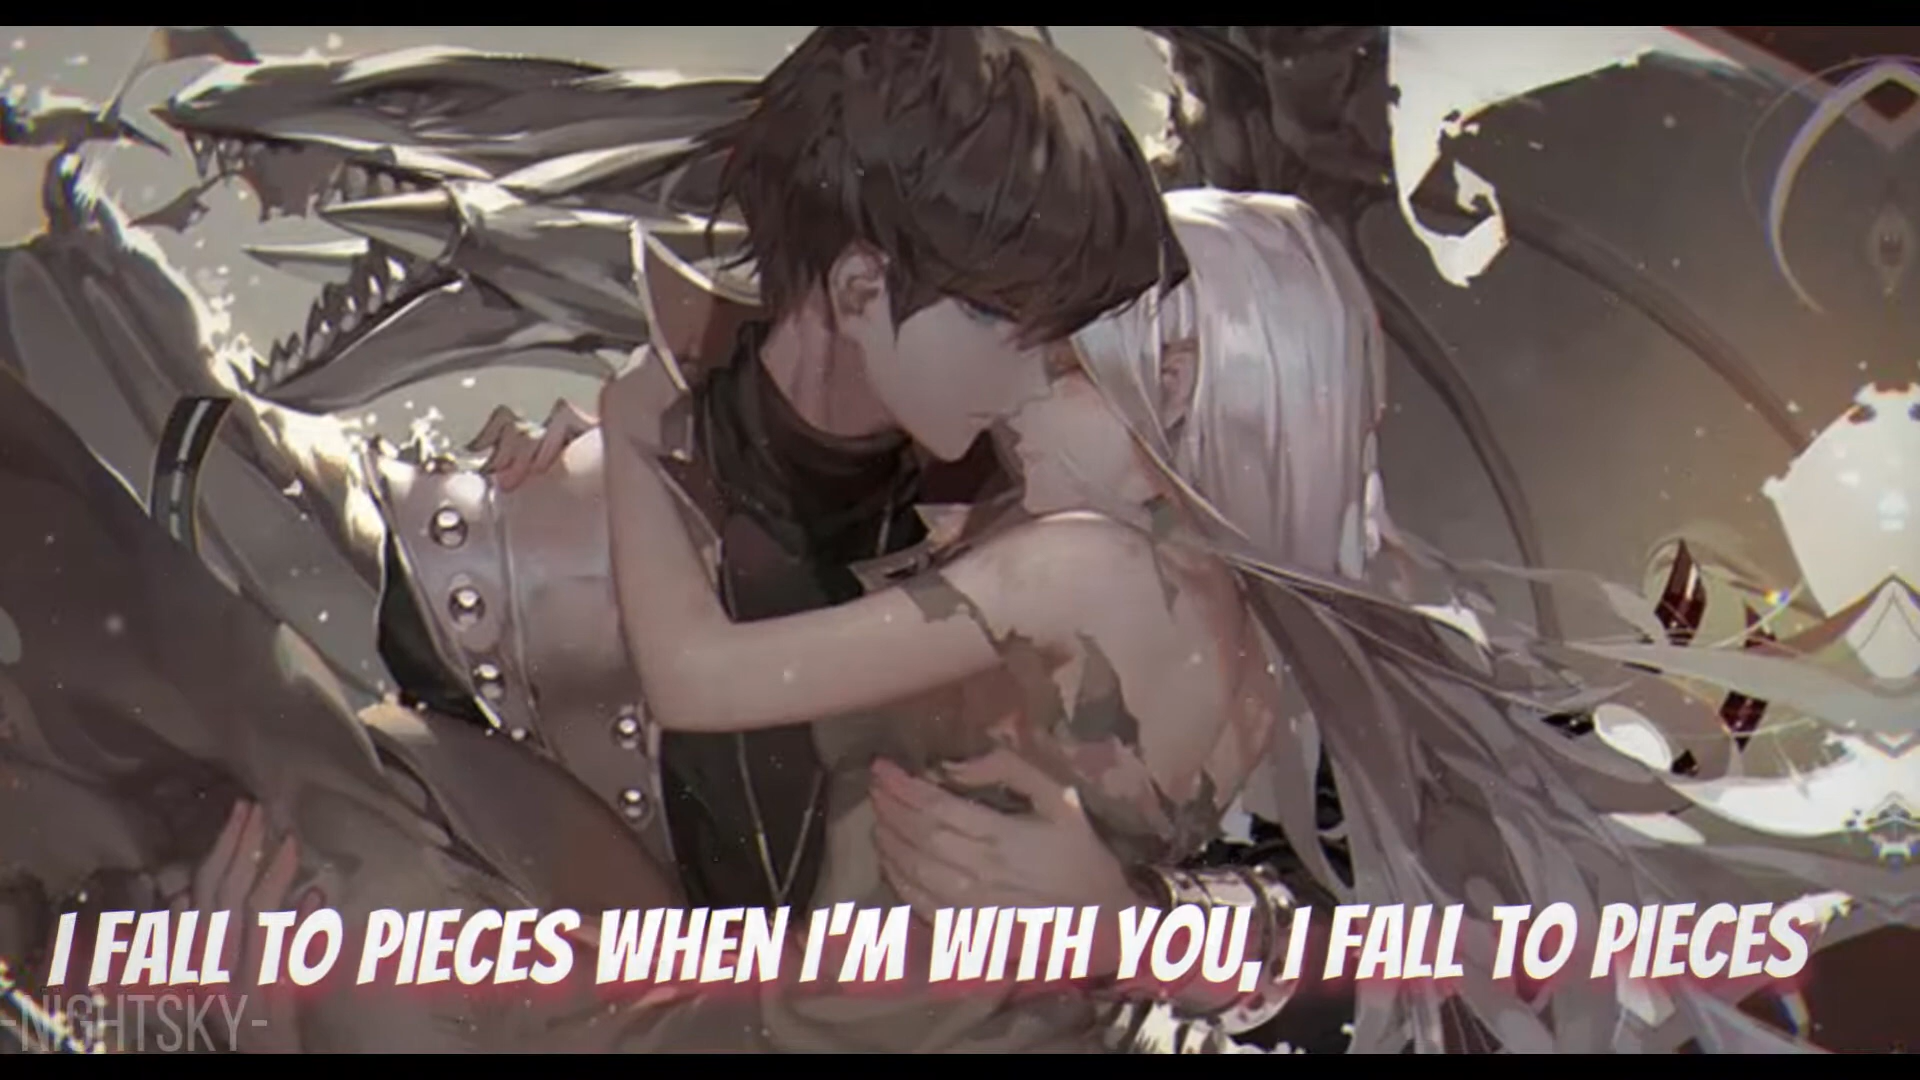 I FALL TO PIECES WHEN I'M WITH YOU, I FALL TO PIECES
-NIGHTSKY-